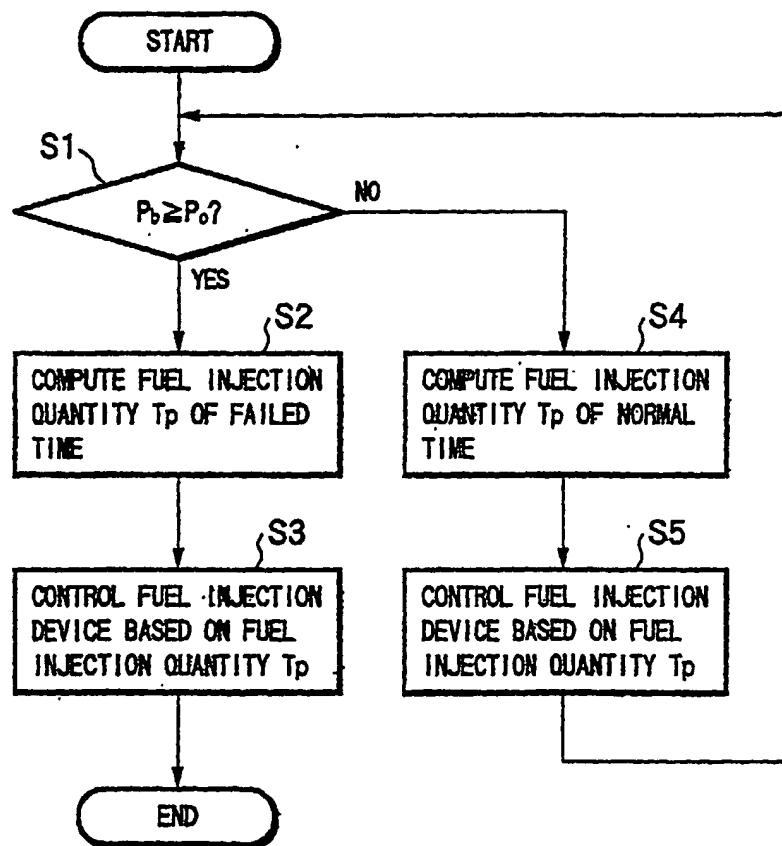 START
S1
Pb≧Po?
NO
YES
S2
COMPUTE FUEL INJECTION
QUANTITY Tp OF FAILED
TIME
S4
COMPUTE FUEL INJECTION
QUANTITY Tp OF NORMAL
TIME
S3
CONTROL FUEL INJECTION
DEVICE BASED ON FUEL
INJECTION QUANTITY Tp
S5
CONTROL FUEL INJECTION
DEVICE BASED ON FUEL
INJECTION QUANTITY Tp
END